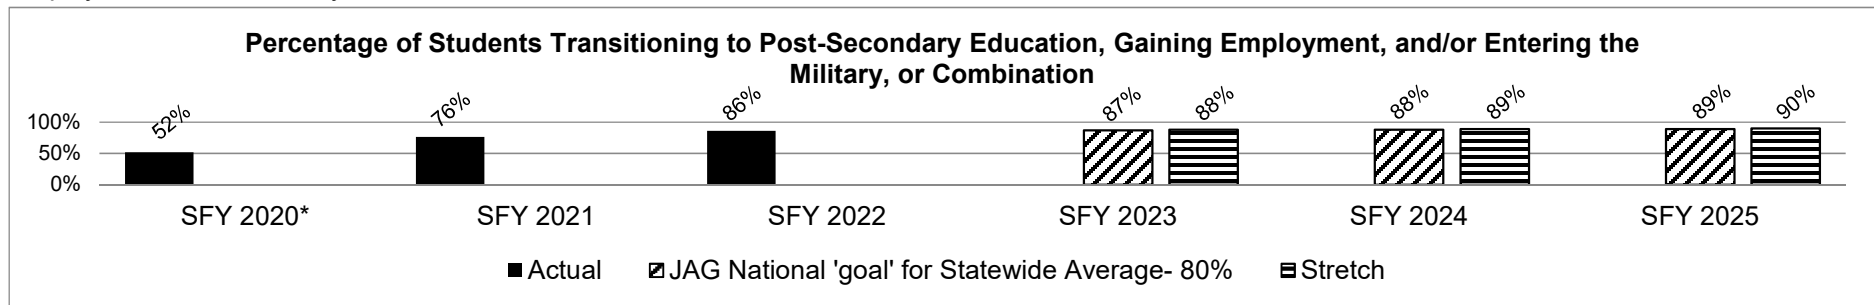 Percentage of Students Transitioning to Post-Secondary Education, Gaining Employment, and/or Entering the
Military, or Combination
52%
76%
86%
87%
88%
88%
89%
89%
90%
100%
50%
0%
SFY 2020*
SFY 2021
SFY 2022
SFY 2023
SFY 2024
SFY 2025
Actual
JAG National 'goal' for Statewide Average- 80%
Stretch